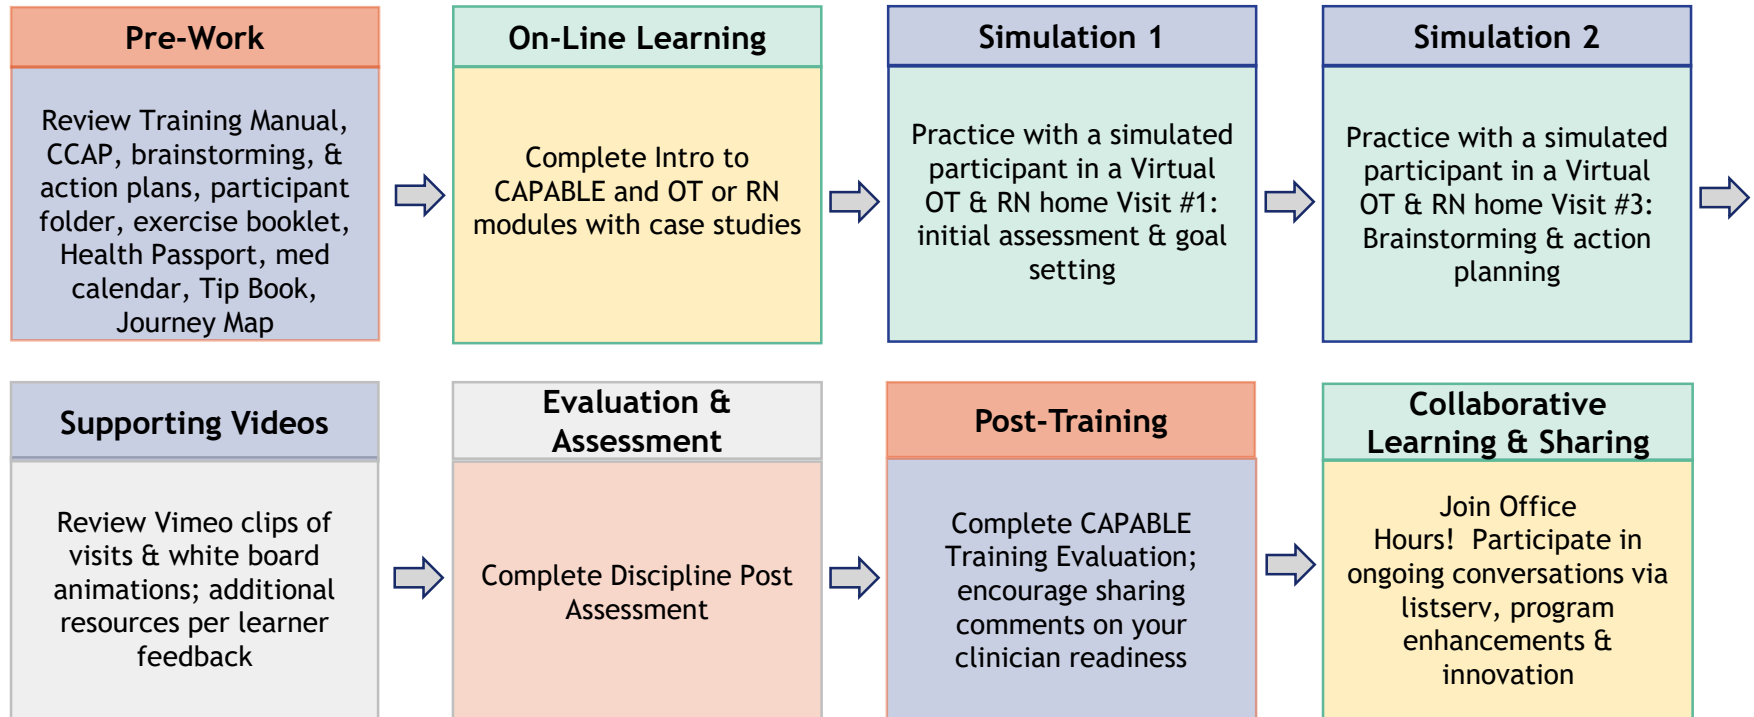 Pre-Work
Review Training Manual,
CCAP, brainstorming, &
action plans, participant
folder, exercise booklet,
Health Passport, med
calendar, Tip Book,
Journey Map
On-Line Learning
Complete Intro to
CAPABLE and OT or RN
modules with case studies
Simulation 1
Practice with a simulated
participant in a Virtual
OT & RN home Visit #1:
initial assessment & goal
setting
Simulation 2
Practice with a simulated
participant in a Virtual
OT & RN home Visit #3:
Brainstorming & action
planning
Supporting Videos
Review Vimeo clips of
visits & white board
animations; additional
resources per learner
feedback
Evaluation &
Assessment
Complete Discipline Post
Assessment
Post-Training
Complete CAPABLE
Training Evaluation;
encourage sharing
comments on your
clinician readiness
Collaborative
Learning & Sharing
Join Office
Hours! Participate in
ongoing conversations via
listserv, program
enhancements &
innovation